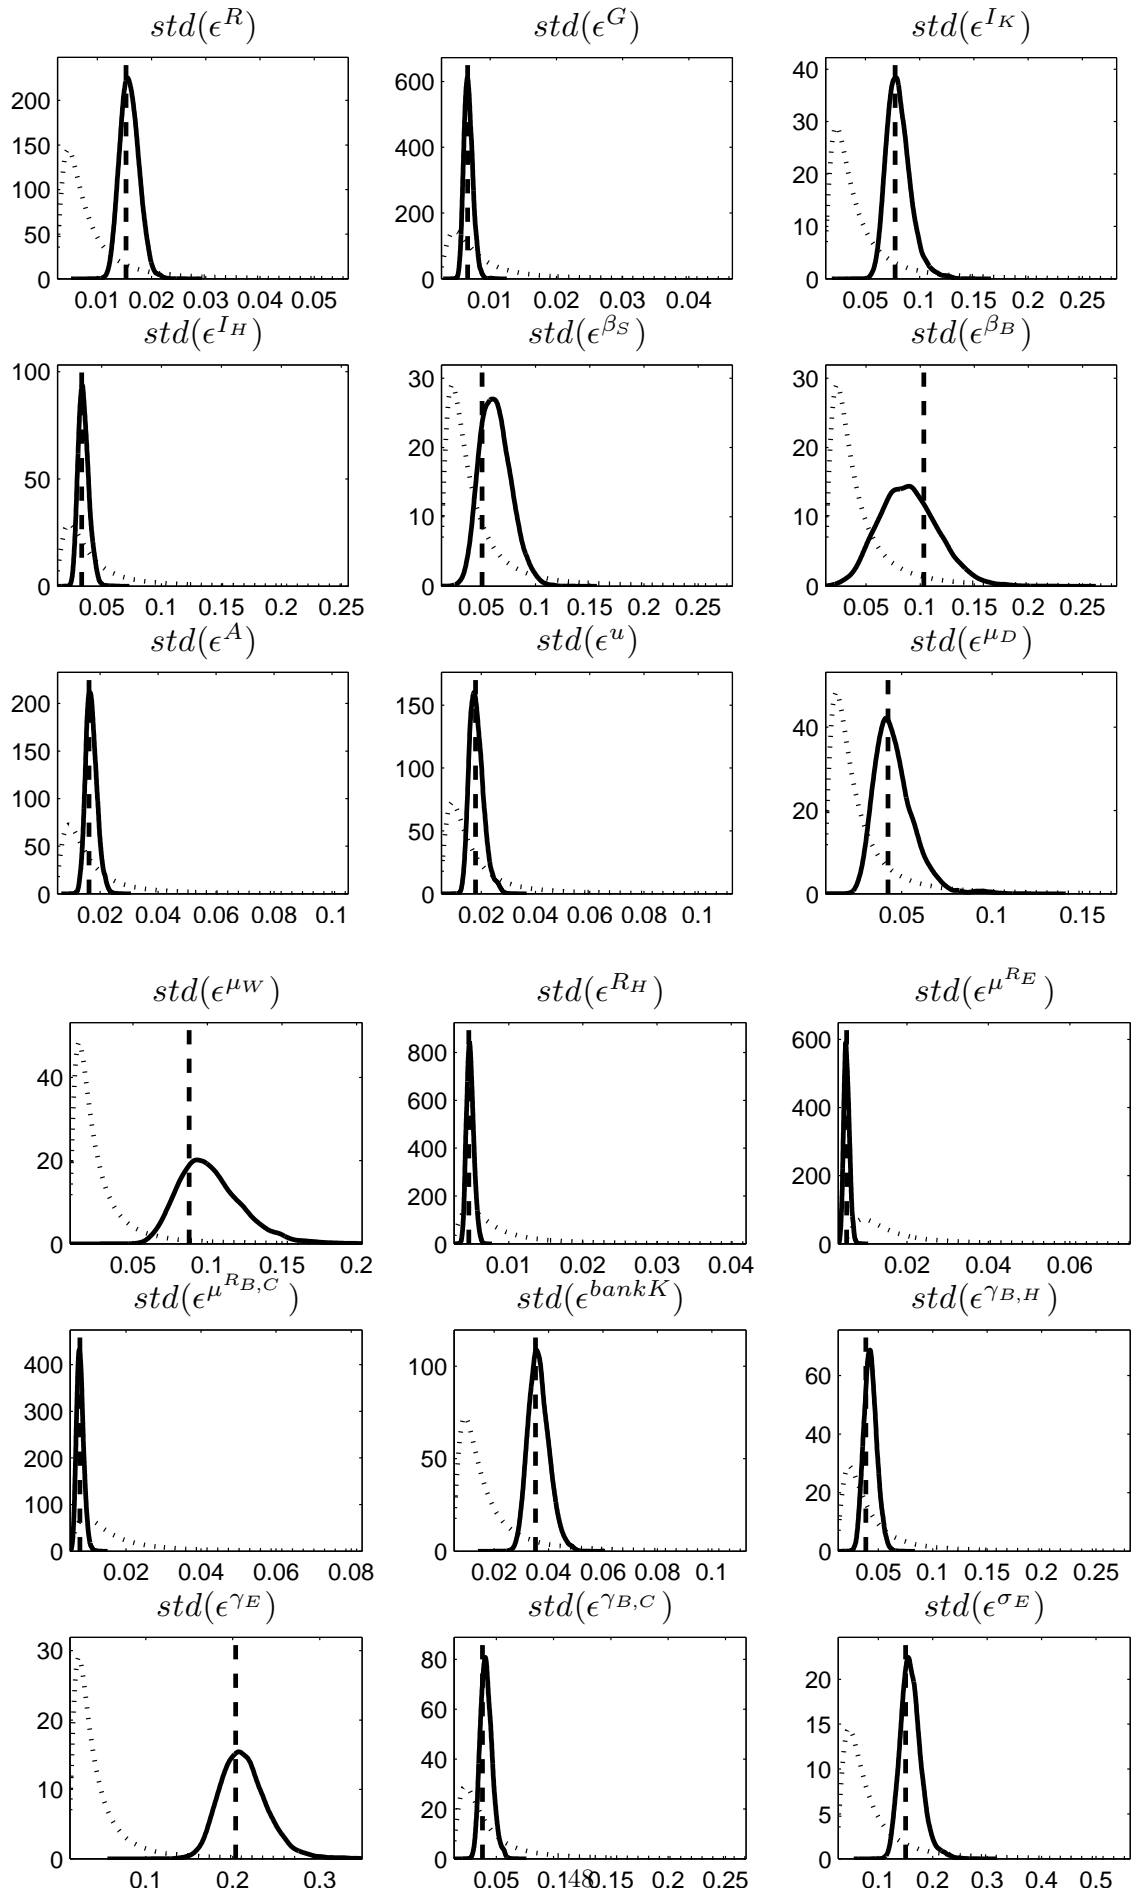 std(ϵ^R) std(ϵ^G) std(ϵ^{I_K})
200 150 100 50 0
600 400 200 0
40 30 20 10 0
0.01 0.02 0.03 0.04 0.05
0.01 0.02 0.03 0.04
0.05 0.1 0.15 0.2 0.25
std(ϵ^{I_H}) std(ϵ^{β_S}) std(ϵ^{β_B})
100 50 0
30 20 10 0
30 20 10 0
0.05 0.1 0.15 0.2 0.25
0.05 0.1 0.15 0.2 0.25
0.05 0.1 0.15 0.2 0.25
std(ϵ^A) std(ϵ^u) std(ϵ^{μ_D})
200 150 100 50 0
150 100 50 0
40 20 0
0.02 0.04 0.06 0.08 0.1
0.02 0.04 0.06 0.08 0.1
0.05 0.1 0.15
std(ϵ^{μ_W}) std(ϵ^{R_H}) std(ϵ^{μ^{R_E}})
40 20 0
800 600 400 200 0
600 400 200 0
0.05 0.1 0.15 0.2
0.01 0.02 0.03 0.04
0.02 0.04 0.06
std(ϵ^{μ^{R_{B,C}}}) std(ϵ^{bankK}) std(ϵ^{γ_{B,H}})
400 300 200 100 0
100 50 0
60 40 20 0
0.02 0.04 0.06 0.08
0.02 0.04 0.06 0.08 0.1
0.05 0.1 0.15 0.2 0.25
std(ϵ^{γ_E}) std(ϵ^{γ_{B,C}}) std(ϵ^{σ_E})
30 20 10 0
80 60 40 20 0
20 15 10 5 0
0.1 0.2 0.3
0.05 0.1 0.15 0.2 0.25
0.1 0.2 0.3 0.4 0.5
48